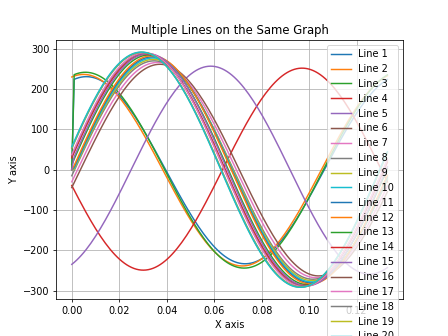 Multiple Lines on the Same Graph
300
200
100
0
−100
−200
−300
Y axis
0.00
0.02
0.04
0.06
0.08
0.10
X axis
Line 1
Line 2
Line 3
Line 4
Line 5
Line 6
Line 7
Line 8
Line 9
Line 10
Line 11
Line 12
Line 13
Line 14
Line 15
Line 16
Line 17
Line 18
Line 19
Line 20